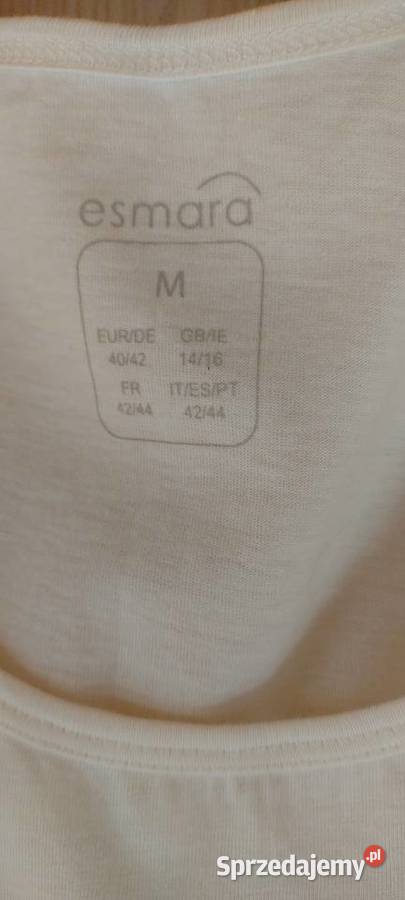 esmara
M
EUR/DE GB/IE
40/42 14/16
FR IT/ES/PT
42/44 42/44
Sprzedajemy.pl